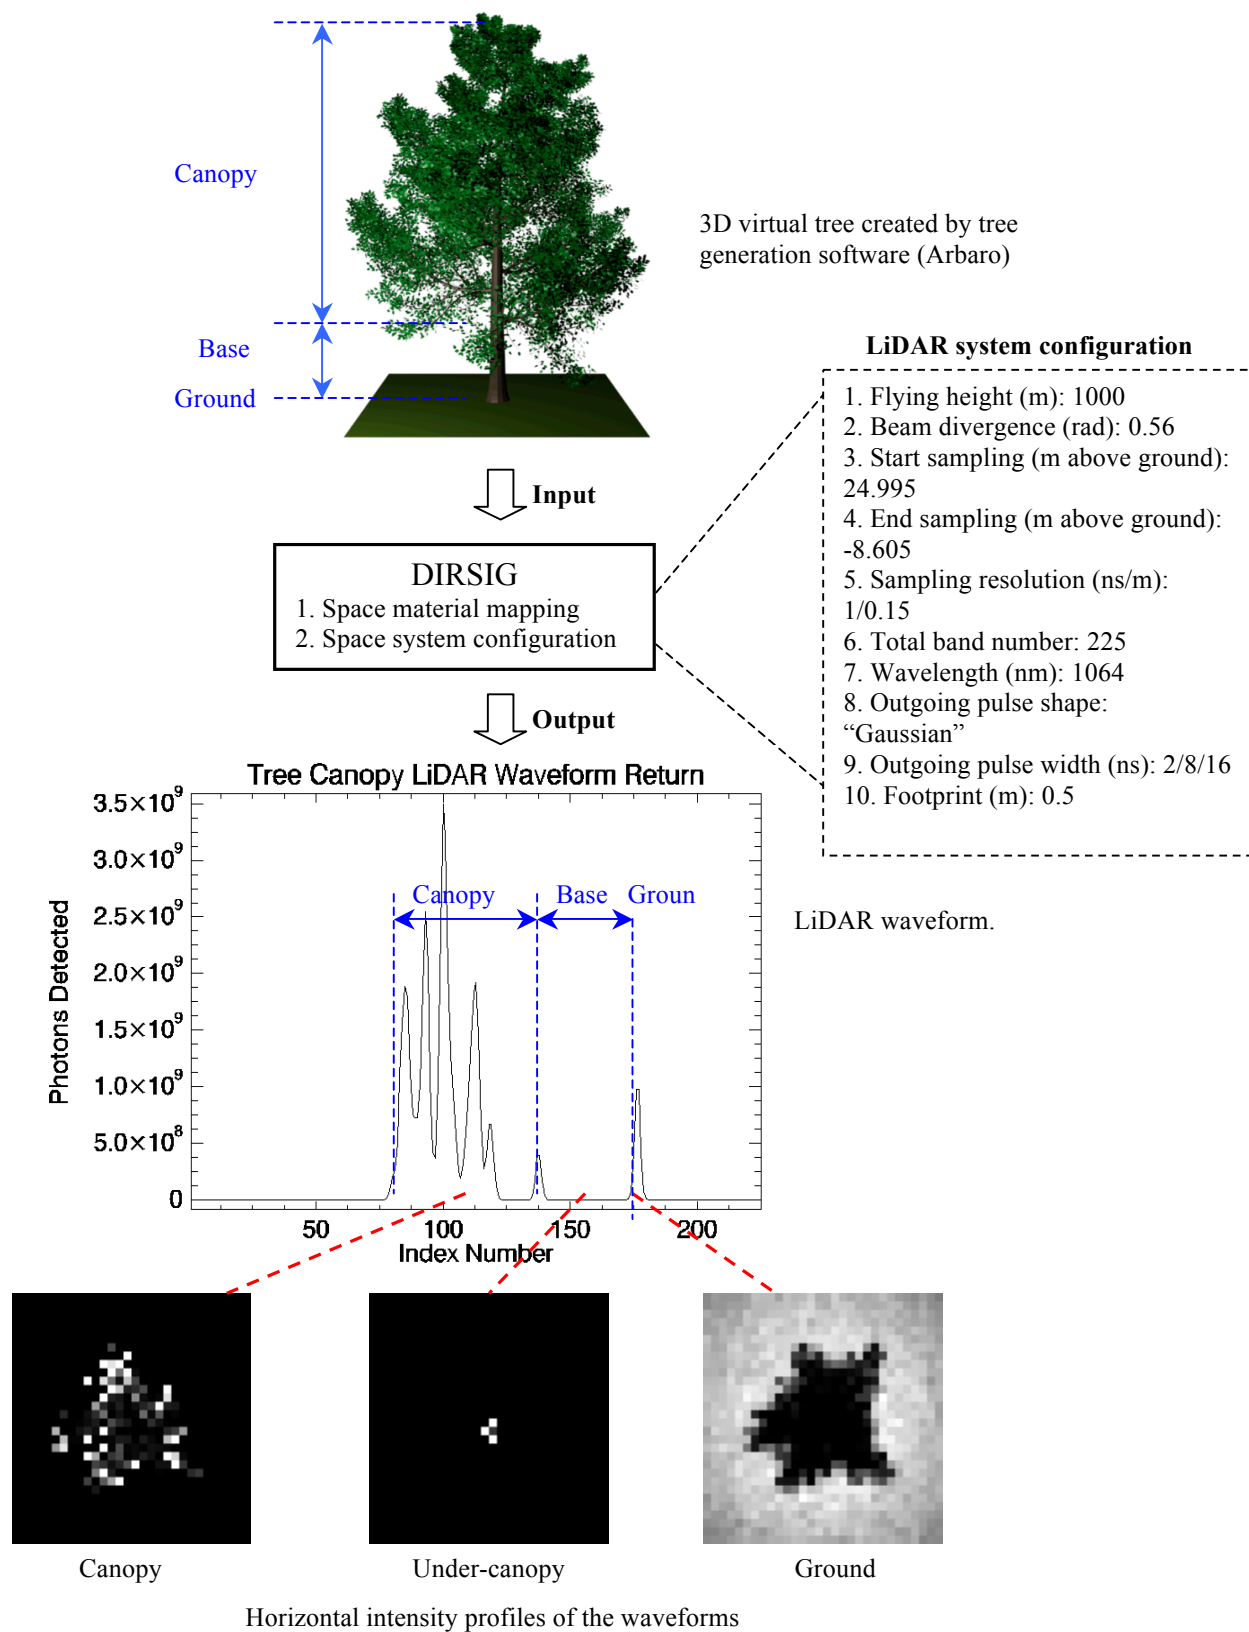 Canopy
Base
Ground
3D virtual tree created by tree
generation software (Arbaro)
LiDAR system configuration
1. Flying height (m): 1000
2. Beam divergence (rad): 0.56
3. Start sampling (m above ground):
24.995
4. End sampling (m above ground):
-8.605
5. Sampling resolution (ns/m):
1/0.15
6. Total band number: 225
7. Wavelength (nm): 1064
8. Outgoing pulse shape:
“Gaussian”
9. Outgoing pulse width (ns): 2/8/16
10. Footprint (m): 0.5
Input
DIRSIG
1. Space material mapping
2. Space system configuration
Output
Tree Canopy LiDAR Waveform Return
3.5×10⁹
3.0×10⁹
2.5×10⁹
2.0×10⁹
1.5×10⁹
1.0×10⁹
5.0×10⁸
0
Photons Detected
Canopy Base Groun
50 100 150 200
Index Number
LiDAR waveform.
Canopy Under-canopy Ground
Horizontal intensity profiles of the waveforms